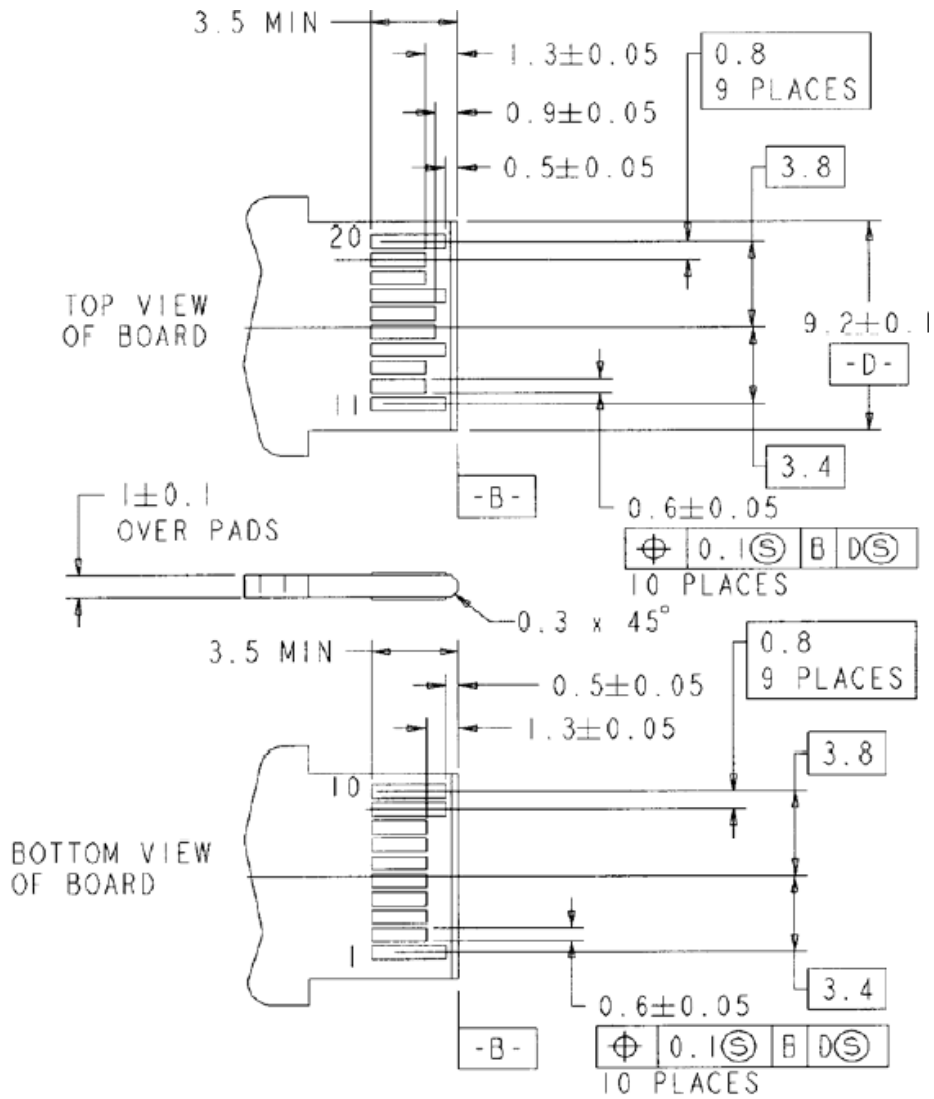 3.5 MIN
1.3±0.05
0.8
9 PLACES
0.9±0.05
0.5±0.05
3.8
20
TOP VIEW
OF BOARD
9.2±0.1
-D-
11
3.4
-B-
1±0.1
OVER PADS
0.6±0.05
⌖ 0.1Ⓢ B DⓈ
10 PLACES
0.3 x 45°
3.5 MIN
0.8
9 PLACES
0.5±0.05
1.3±0.05
3.8
10
BOTTOM VIEW
OF BOARD
1
3.4
0.6±0.05
-B-
⌖ 0.1Ⓢ B DⓈ
10 PLACES